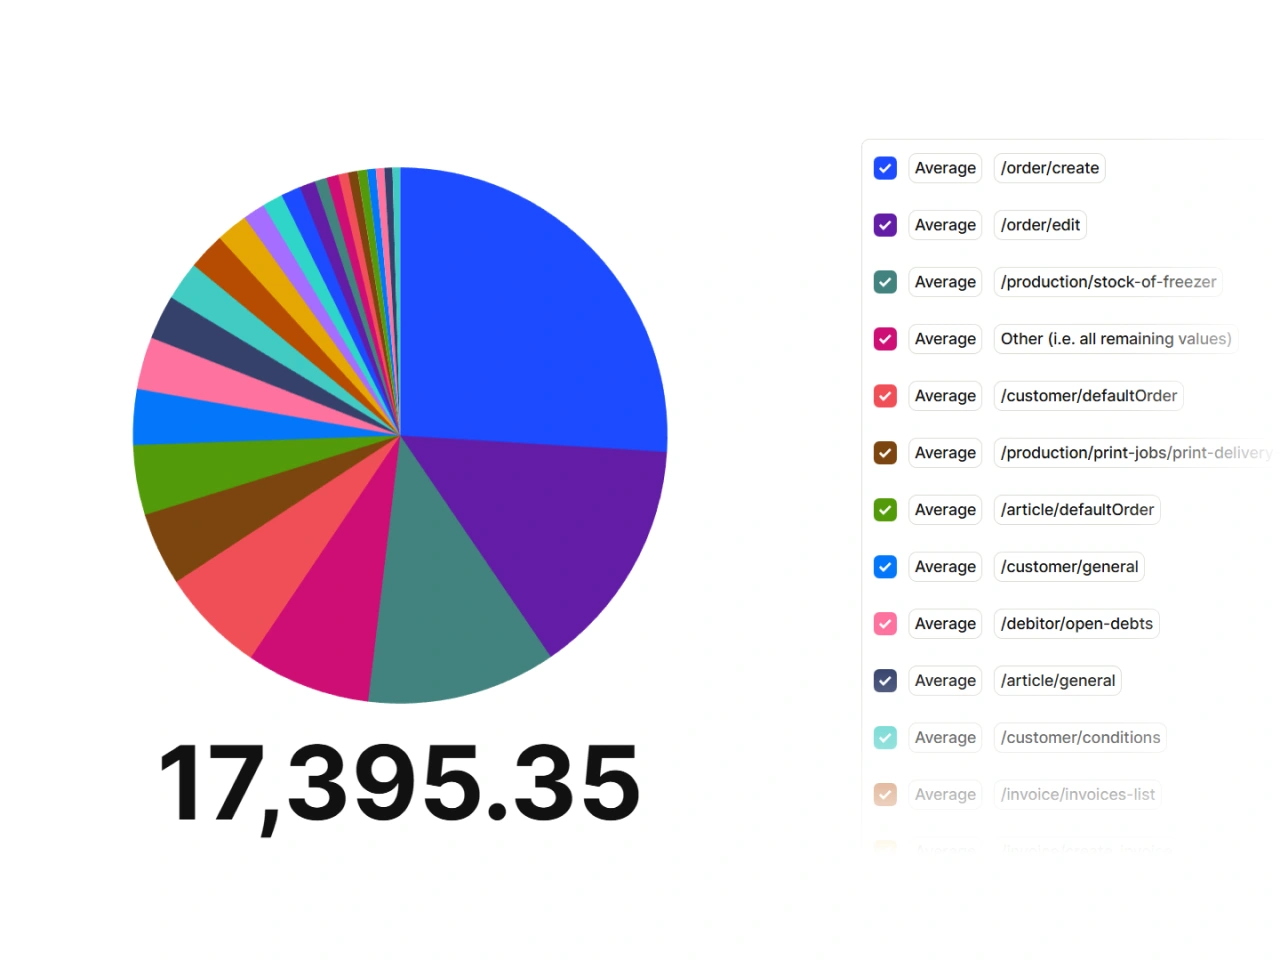 Average /order/create
Average /order/edit
Average /production/stock-of-freezer
Average Other (i.e. all remaining values)
Average /customer/defaultOrder
Average /production/print-jobs/print-delivery
Average /article/defaultOrder
Average /customer/general
Average /debitor/open-debts
Average /article/general
Average /customer/conditions
Average /invoice/invoices-list
17,395.35